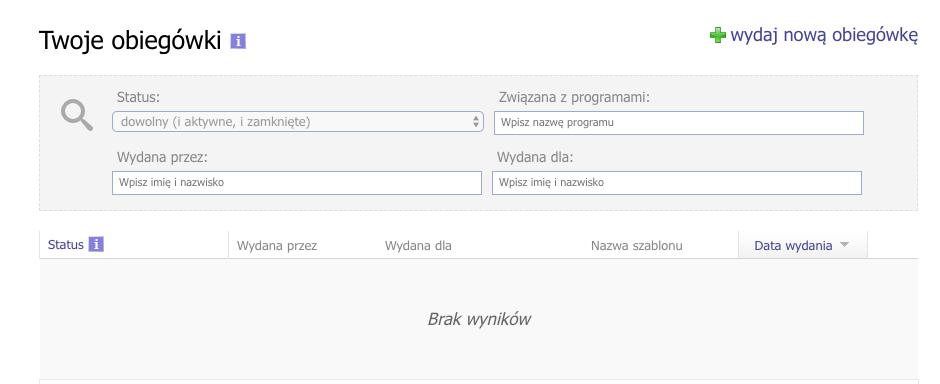 Twoje obiegówki i
wydaj nową obiegówkę
Status:
Związana z programami:
dowolny (i aktywne, i zamknięte)
Wpisz nazwę programu
Wydana przez:
Wydana dla:
Wpisz imię i nazwisko
Wpisz imię i nazwisko
Status i Wydana przez Wydana dla Nazwa szablonu Data wydania
Brak wyników